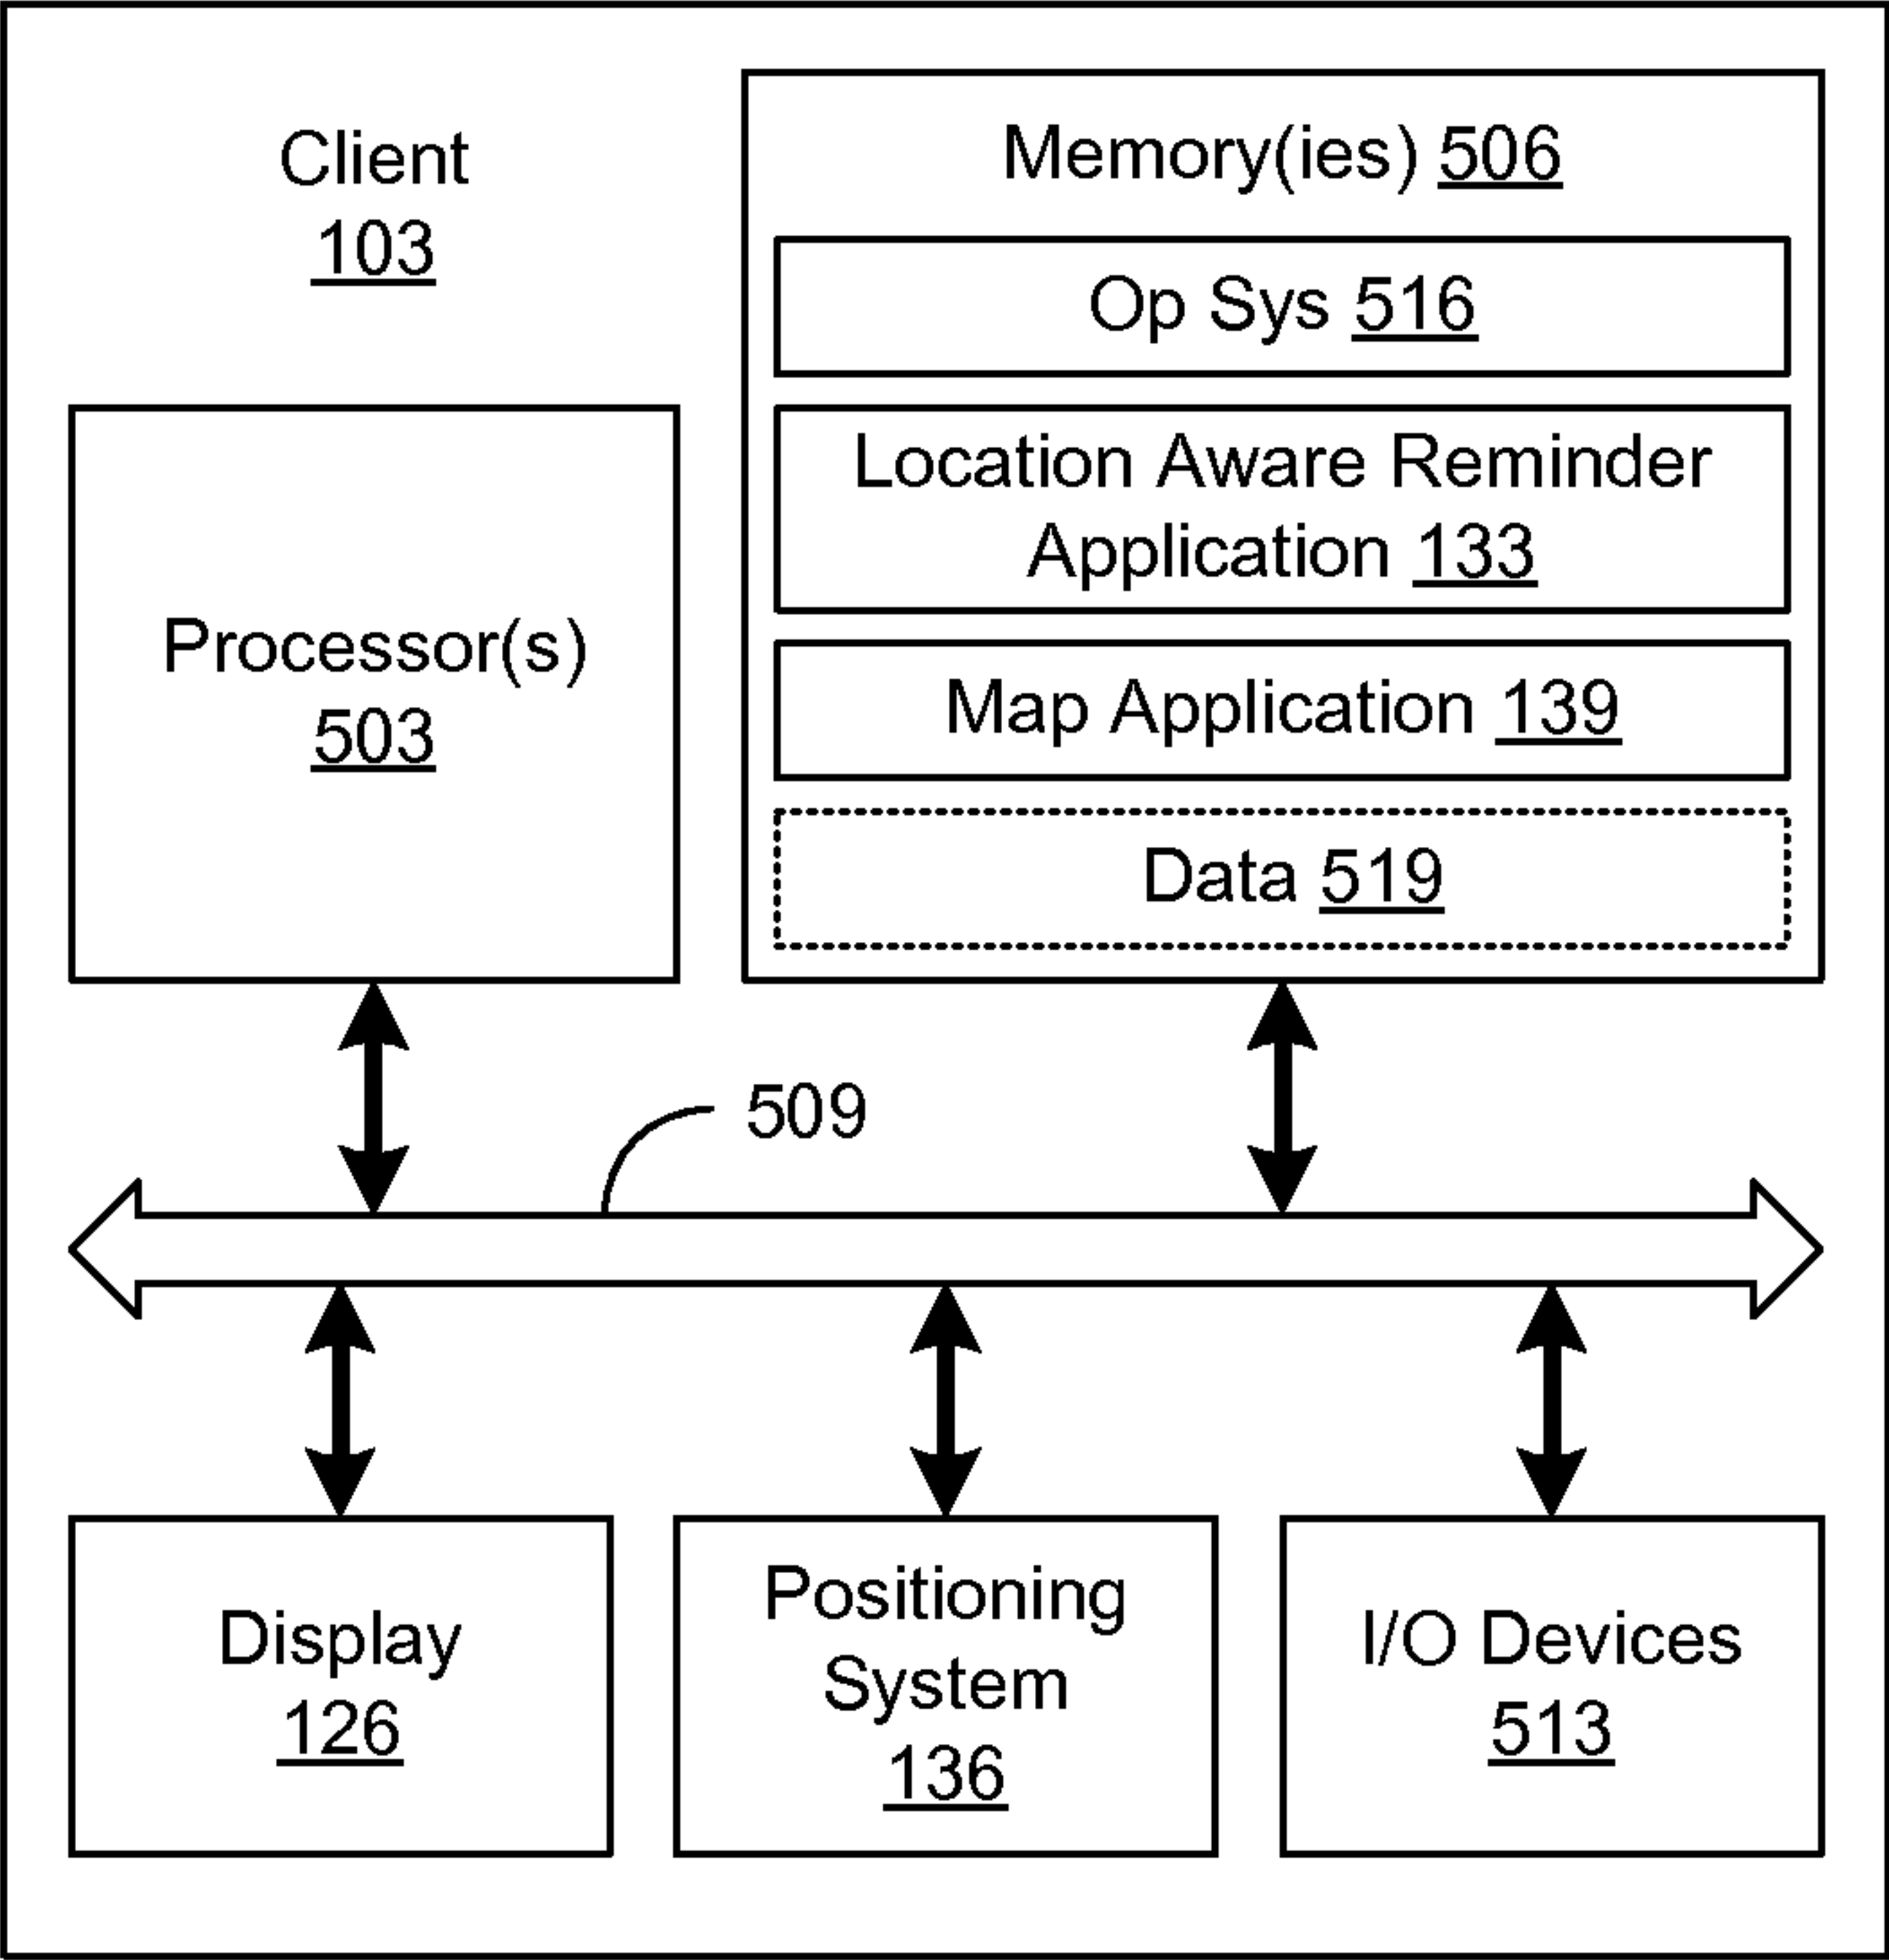 Client
103
Memory(ies) 506
Op Sys 516
Location Aware Reminder
Application 133
Map Application 139
Data 519
Processor(s)
503
509
Display
126
Positioning
System
136
I/O Devices
513